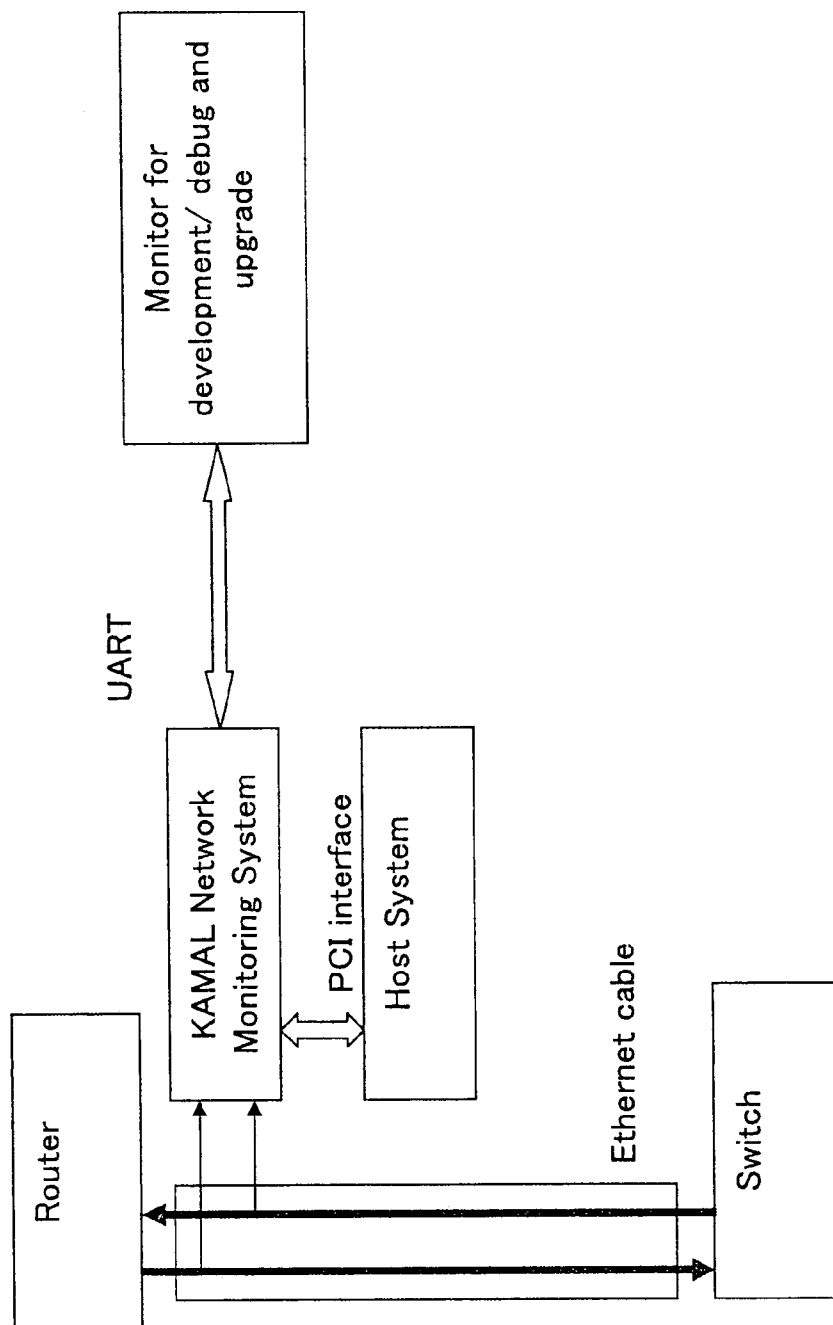 Router
KAMAL Network
Monitoring System
UART
Monitor for
development/ debug and
upgrade
PCI interface
Host System
Ethernet cable
Switch